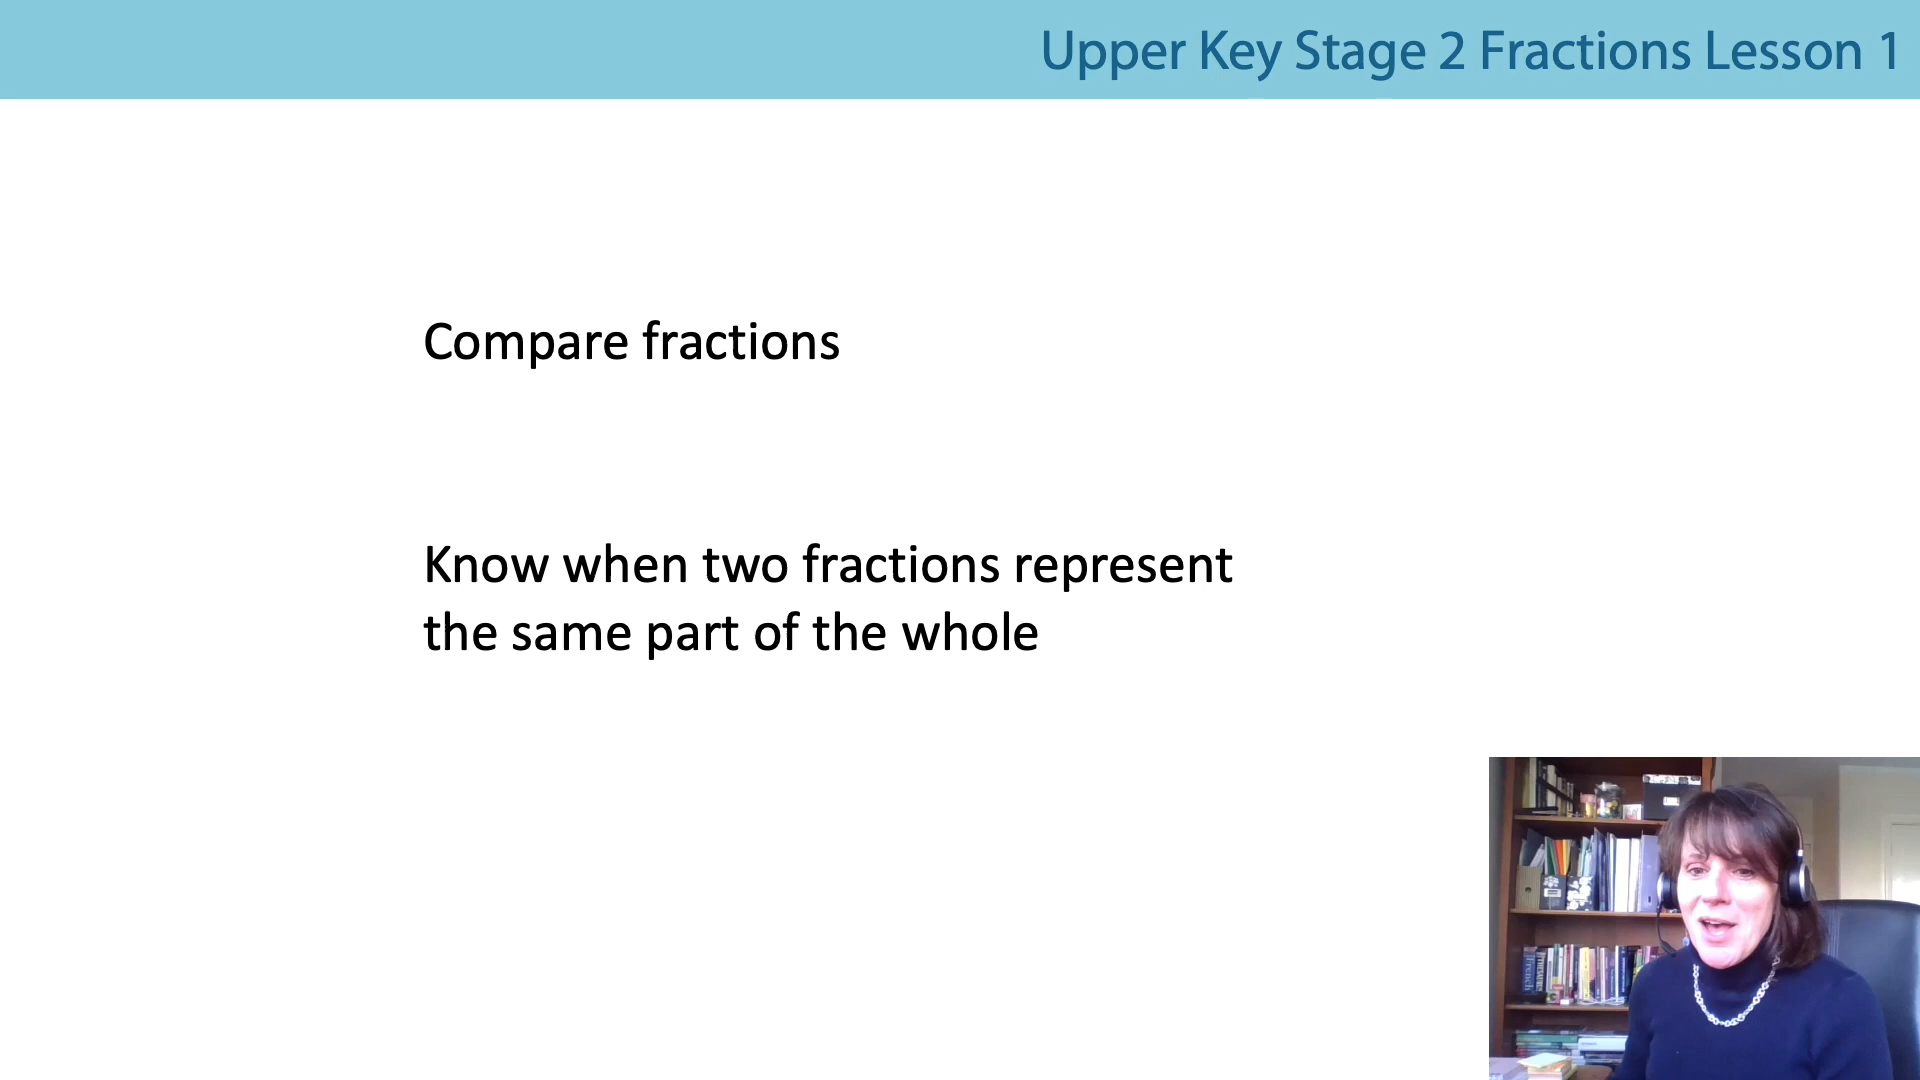 Upper Key Stage 2 Fractions Lesson 1
Compare fractions
Know when two fractions represent
the same part of the whole